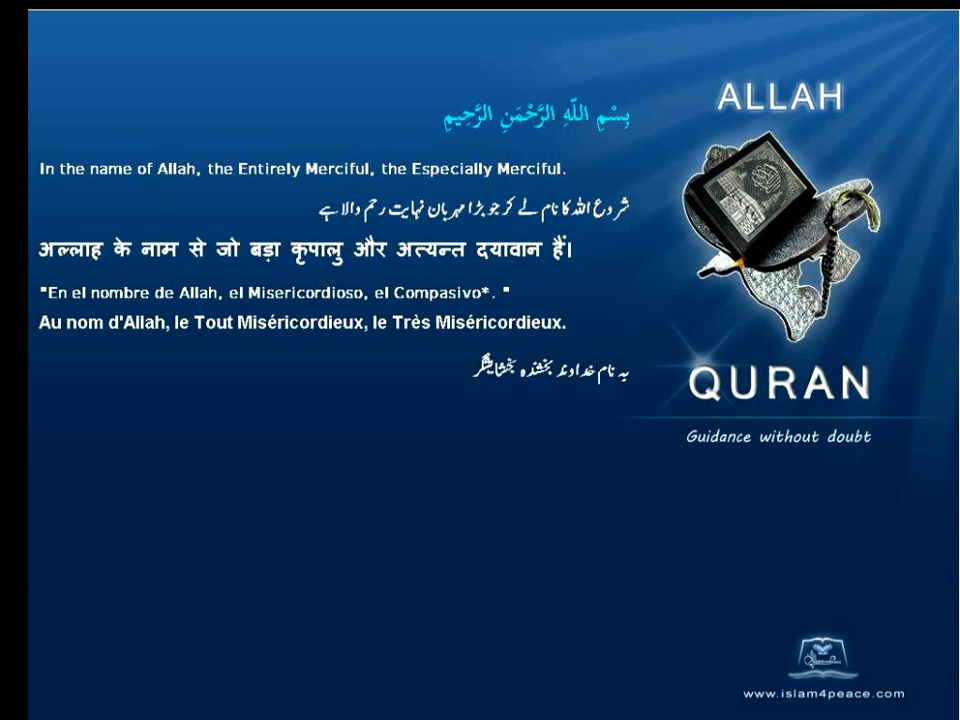 بِسْمِ اللّهِ الرَّحْمَنِ الرَّحِيمِ
In the name of Allah, the Entirely Merciful, the Especially Merciful.
شروع الله کا نام لے کر جو بڑا مہربان نہایت رحم والا ہے
अल्लाह के नाम से जो बड़ा कृपालु और अत्यन्त दयावान हैं।
"En el nombre de Allah, el Misericordioso, el Compasivo*. "
Au nom d'Allah, le Tout Miséricordieux, le Très Miséricordieux.
به نام خداوند بخشنده بخشایشگر
ALLAH
QURAN
Guidance without doubt
www.islam4peace.com